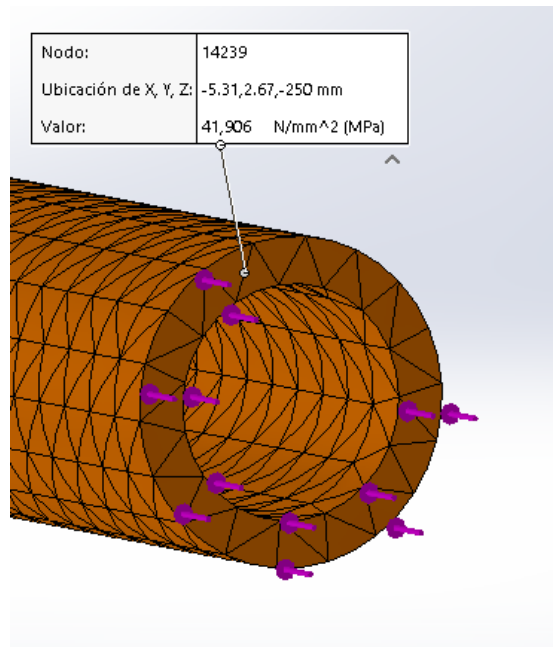 Nodo: 14239
Ubicación de X, Y, Z: -5.31,2.67,-250 mm
Valor: 41,906 N/mm^2 (MPa)